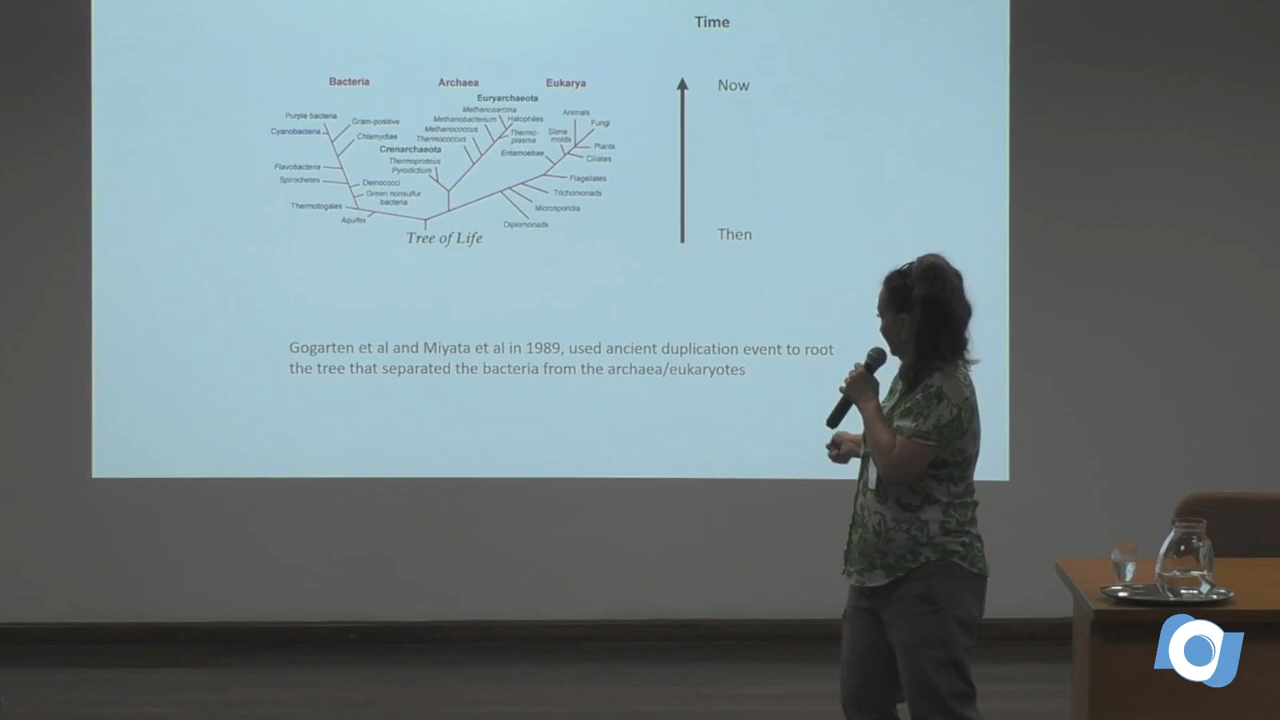 Time
Now
Bacteria
Archaea
Eukarya
Euryarchaeota
Methanosarcina
Methanobacterium
Halophiles
Methanococcus
Thermo-
plasma
Thermococcus
Crenarchaeota
Thermoproteus
Pyrodictium
Purple bacteria
Gram-positive
Cyanobacteria
Chlamydiae
Flavobacteria
Spirochetes
Deinococci
Green nonsulfur
bacteria
Thermotogales
Aquifex
Animals
Fungi
Slime
molds
Plants
Entamoebae
Ciliates
Flagellates
Trichomonads
Microsporidia
Diplomonads
Tree of Life
Then
Gogarten et al and Miyata et al in 1989, used ancient duplication event to root
the tree that separated the bacteria from the archaea/eukaryotes